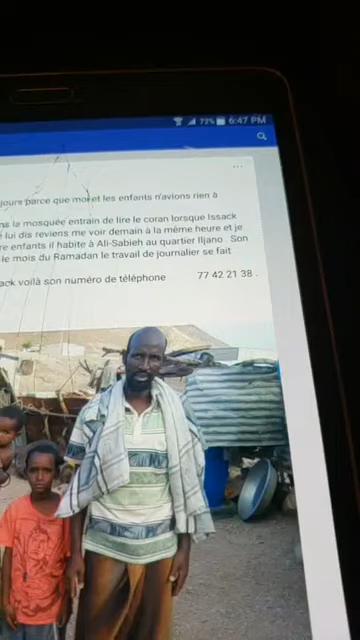 72% 6:47 PM
jours parce que moi et les enfants n'avions rien à
ns la mosquée entrain de lire le coran lorsque Issack
lui dis reviens me voir demain à la même heure et je
re enfants il habite à Ali-Sabieh au quartier Iljano . Son
le mois du Ramadan le travail de journalier se fait
ack voilà son numéro de téléphone 77 42 21 38 .